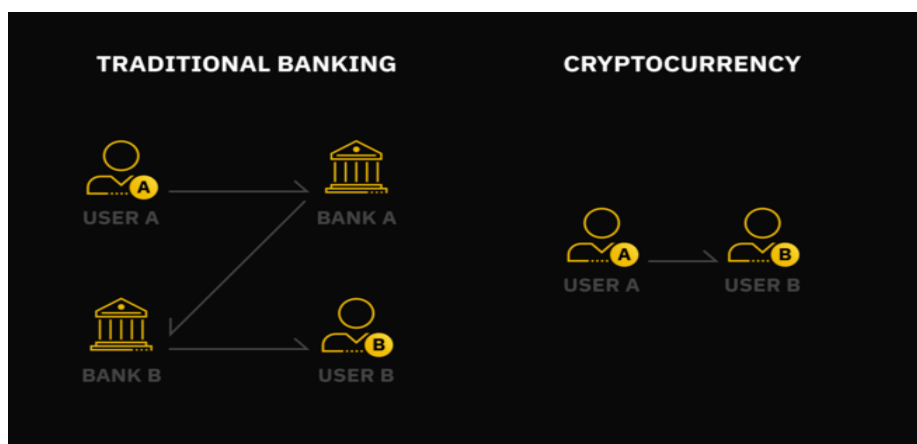 TRADITIONAL BANKING
A
USER A
BANK A
BANK B
B
USER B
CRYPTOCURRENCY
A
USER A
B
USER B